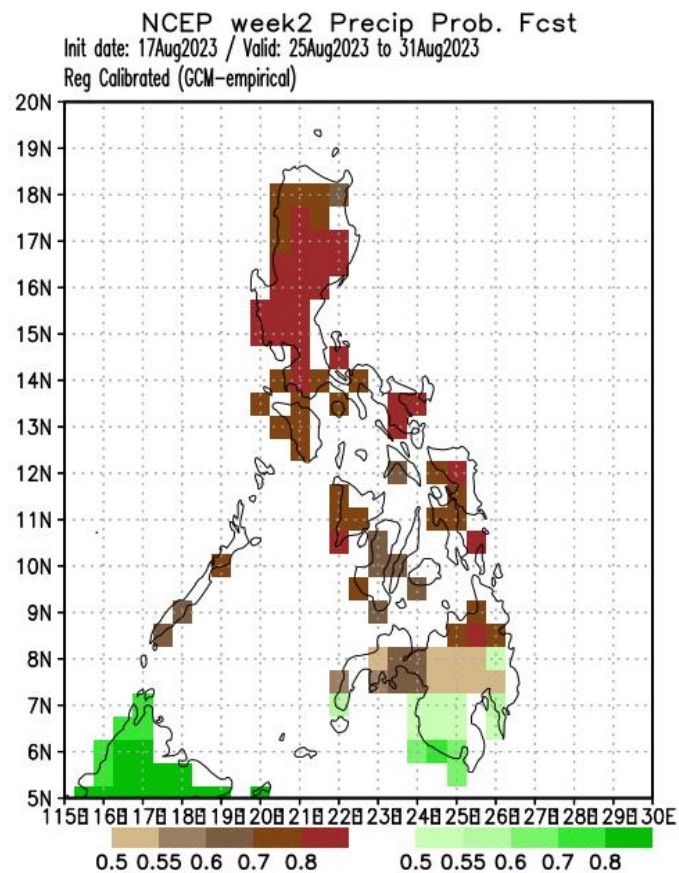 NCEP week2 Precip Prob. Fcst
Init date: 17Aug2023 / Valid: 25Aug2023 to 31Aug2023
Reg Calibrated (GCM-empirical)
20N
19N
18N
17N
16N
15N
14N
13N
12N
11N
10N
9N
8N
7N
6N
5N
115E 116E 117E 118E 119E 120E 121E 122E 123E 124E 125E 126E 127E 128E 129E 130E
0.5 0.55 0.6 0.7 0.8 0.5 0.55 0.6 0.7 0.8